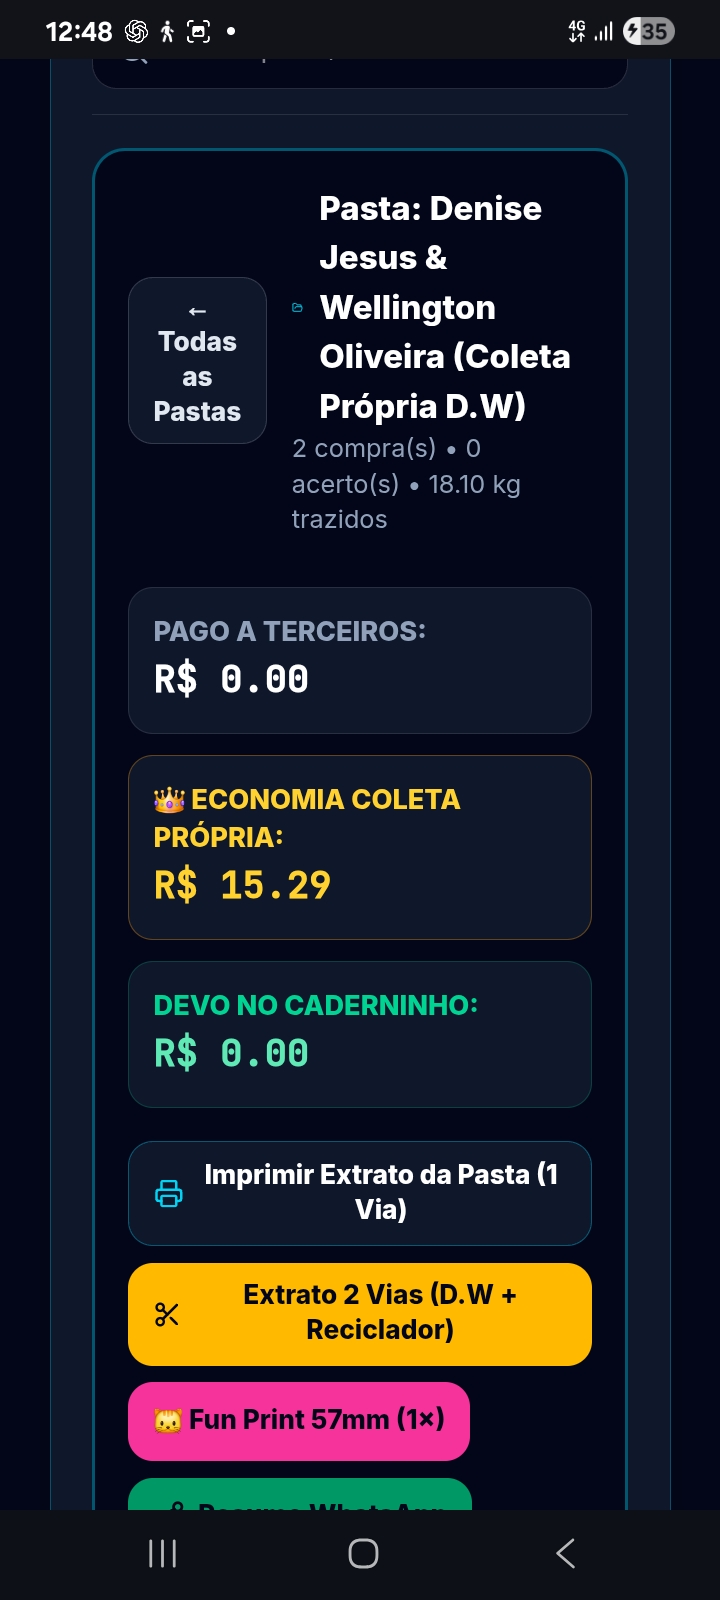 12:48
4G
35
←
Todas
as
Pastas
Pasta: Denise
Jesus &
Wellington
Oliveira (Coleta
Própria D.W)
2 compra(s) • 0
acerto(s) • 18.10 kg
trazidos
PAGO A TERCEIROS:
R$ 0.00
👑 ECONOMIA COLETA
PRÓPRIA:
R$ 15.29
DEVO NO CADERNINHO:
R$ 0.00
Imprimir Extrato da Pasta (1
Via)
Extrato 2 Vias (D.W +
Reciclador)
🐱 Fun Print 57mm (1×)
Resumo WhatsApp